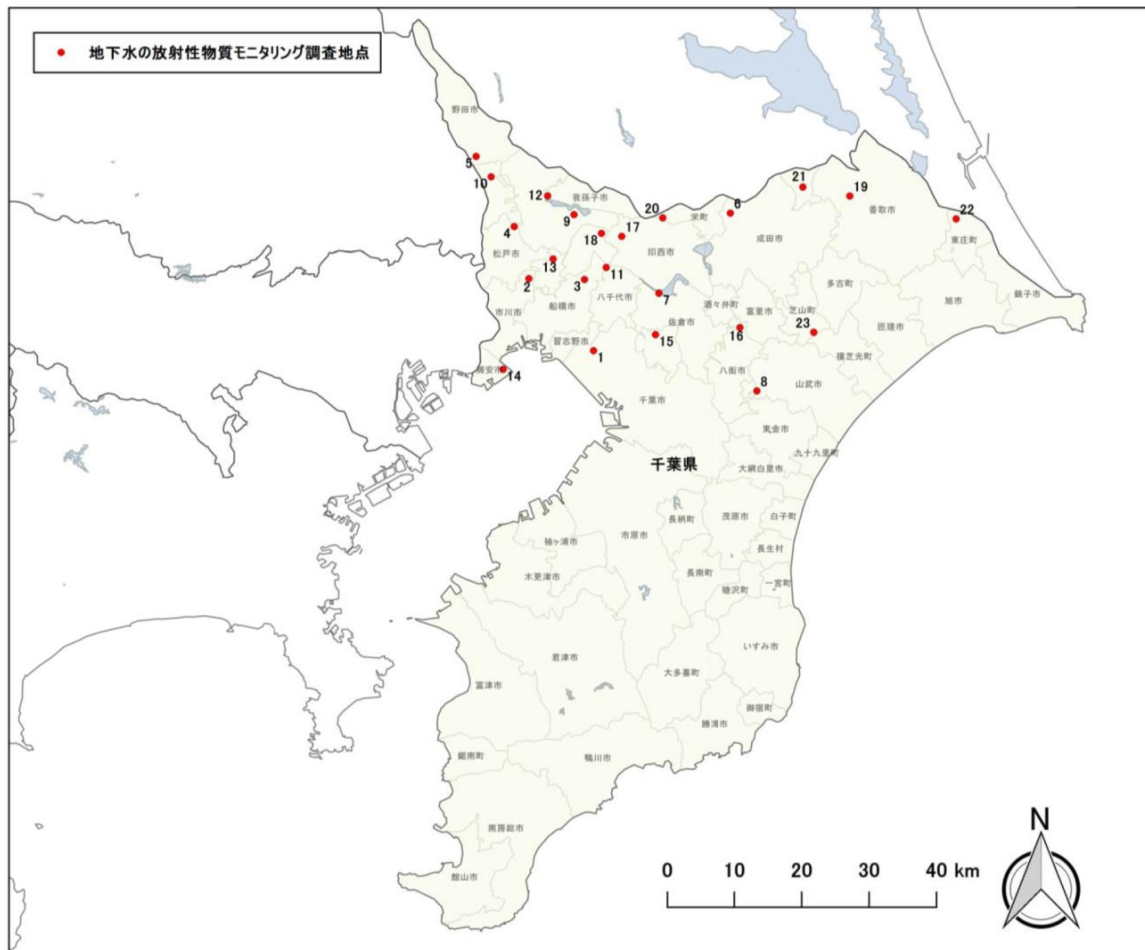 地下水の放射性物質モニタリング調査地点
野田市
5
10
12
我孫子市
9
18
17
20
栄町
6
21
19
香取市
22
東庄町
4
松戸市
13
2
3
11
印西市
成田市
市川市
船橋市
八千代市
7
酒々井町
富里市
芝山町
23
多古町
旭市
銚子市
匝瑳市
横芝光町
習志野市
1
佐倉市
15
16
浦安市
14
八街市
8
山武市
千葉市
東金市
九十九里町
千葉県
大網白里市
長柄町
茂原市
白子町
市原市
長生村
袖ヶ浦市
木更津市
長南町
睦沢町
一宮町
いすみ市
君津市
大多喜町
富津市
御宿町
勝浦市
鋸南町
鴨川市
南房総市
館山市
N
0 10 20 30 40 km